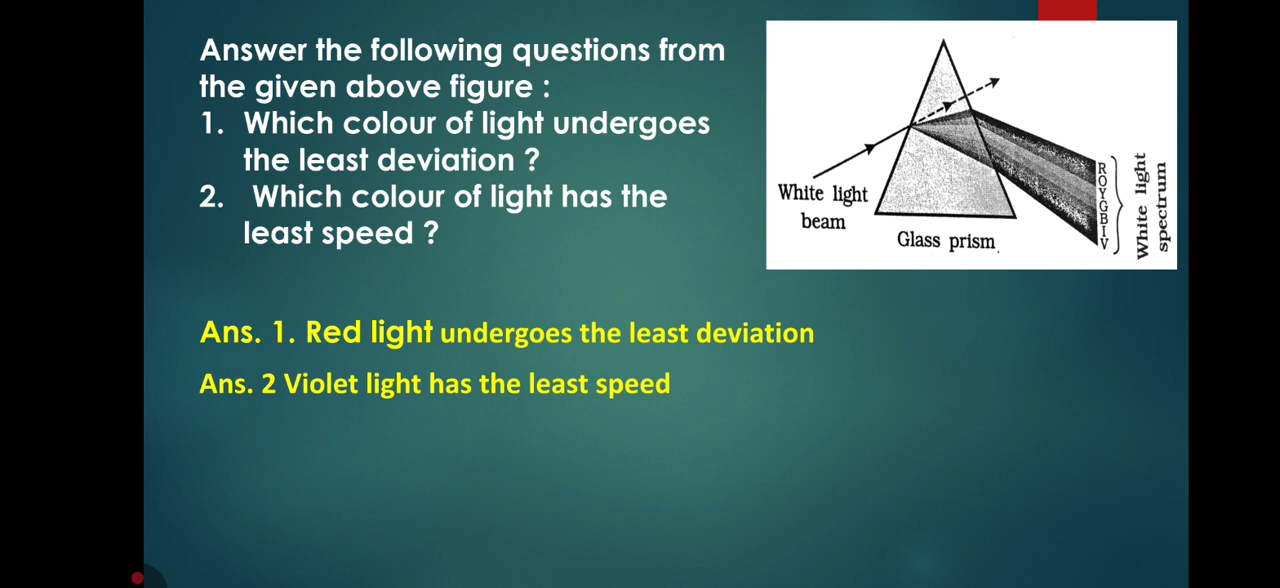 Answer the following questions from
the given above figure :
1. Which colour of light undergoes
the least deviation ?
2. Which colour of light has the
least speed ?
White light
beam
Glass prism
R
O
Y
G
B
I
V
White light
spectrum
Ans. 1. Red light undergoes the least deviation
Ans. 2 Violet light has the least speed